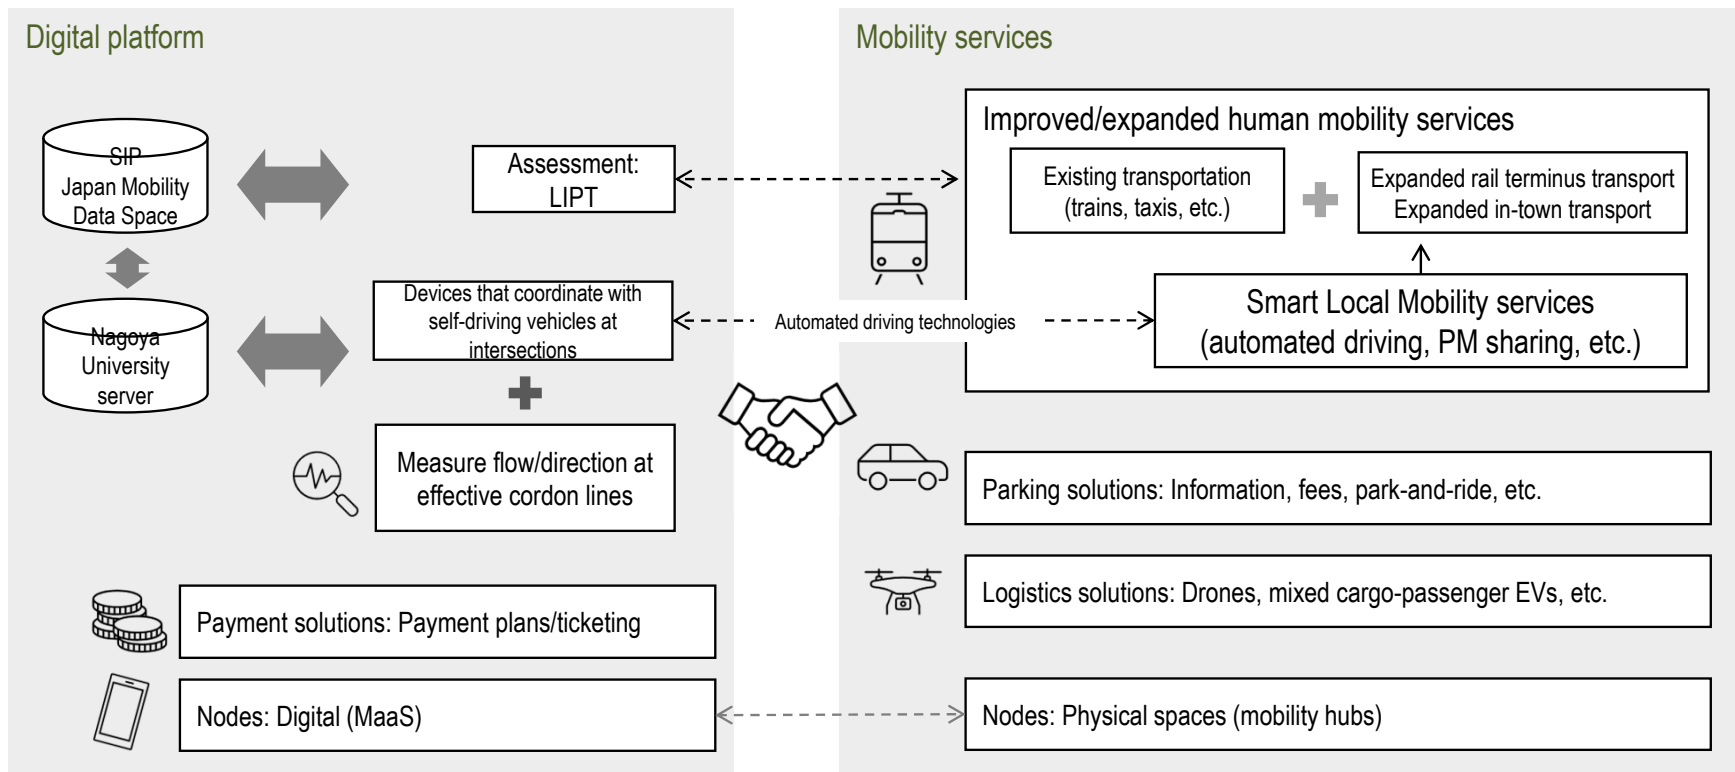 Digital platform
SIP
Japan Mobility
Data Space
Assessment:
LIPT
Nagoya
University
server
Devices that coordinate with
self-driving vehicles at
intersections
Measure flow/direction at
effective cordon lines
Payment solutions: Payment plans/ticketing
Nodes: Digital (MaaS)
Automated driving technologies
Mobility services
Improved/expanded human mobility services
Existing transportation
(trains, taxis, etc.)
Expanded rail terminus transport
Expanded in-town transport
Smart Local Mobility services
(automated driving, PM sharing, etc.)
Parking solutions: Information, fees, park-and-ride, etc.
Logistics solutions: Drones, mixed cargo-passenger EVs, etc.
Nodes: Physical spaces (mobility hubs)